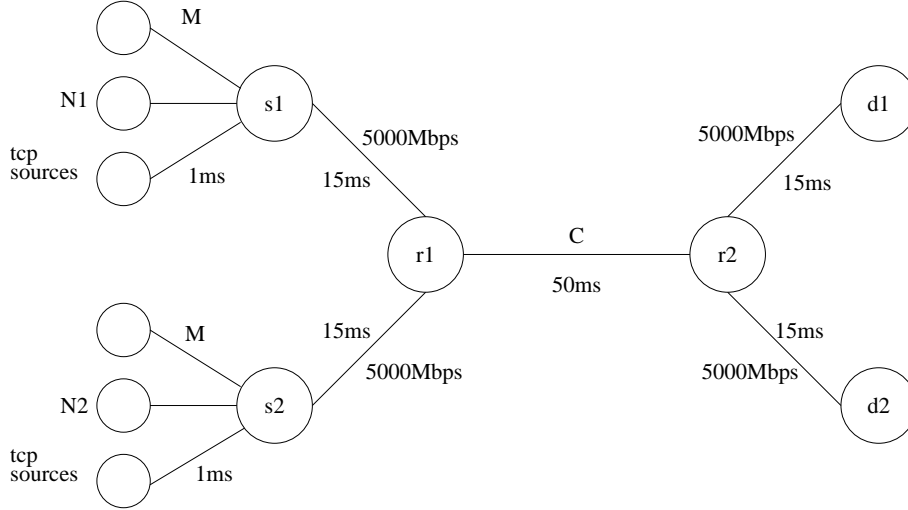 M
N1
s1
tcp
sources
1ms
5000Mbps
15ms
r1
C
50ms
r2
5000Mbps
15ms
d1
M
N2
s2
tcp
sources
1ms
15ms
5000Mbps
15ms
5000Mbps
d2